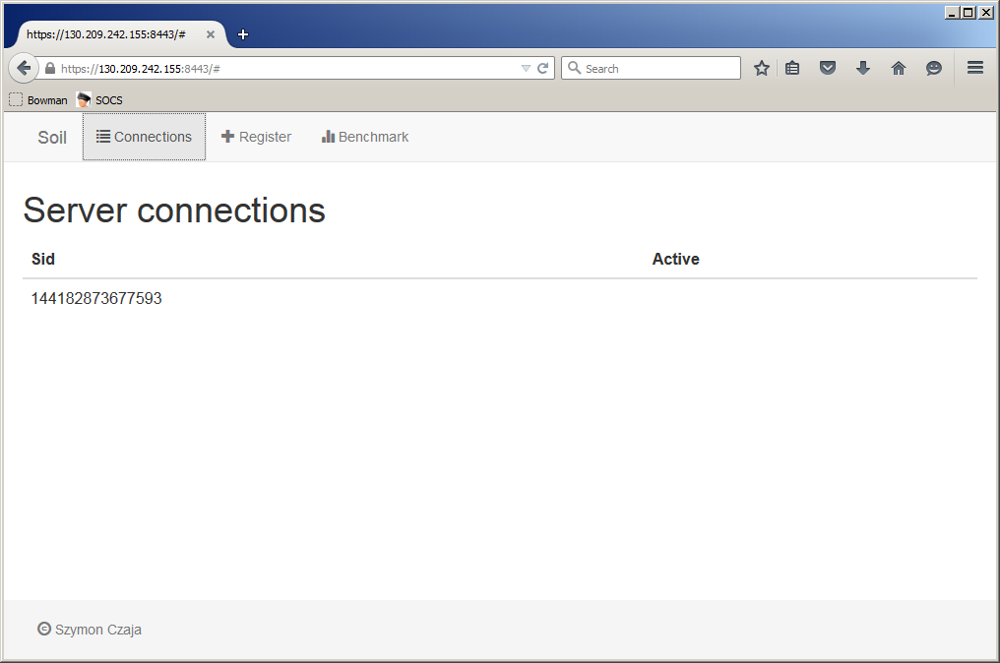 https://130.209.242.155:8443/#
https://130.209.242.155:8443/#
Search
Bowman SOCS
Soil Connections Register Benchmark
Server connections
Sid Active
144182873677593
© Szymon Czaja